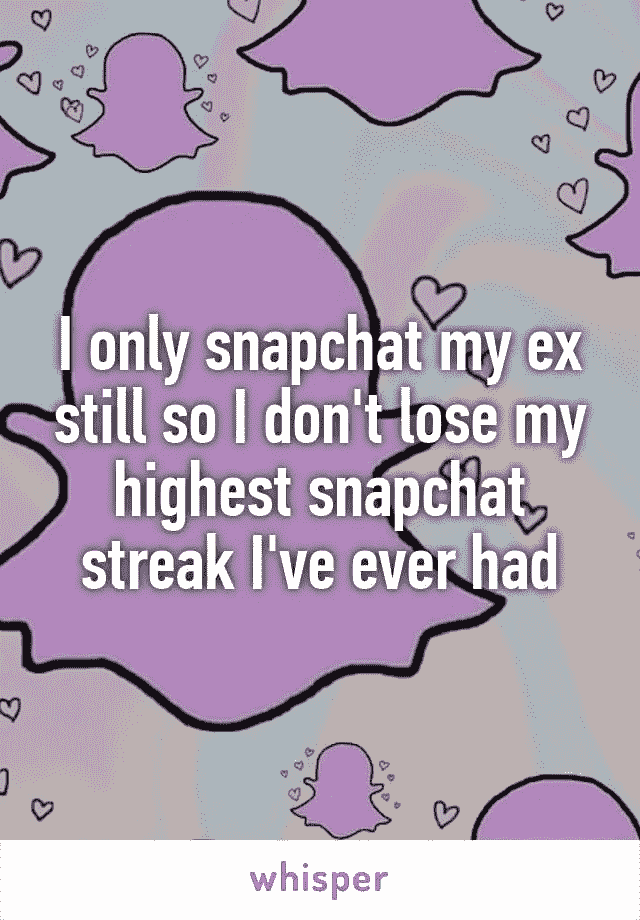 I only snapchat my ex
still so I don't lose my
highest snapchat
streak I've ever had
whisper